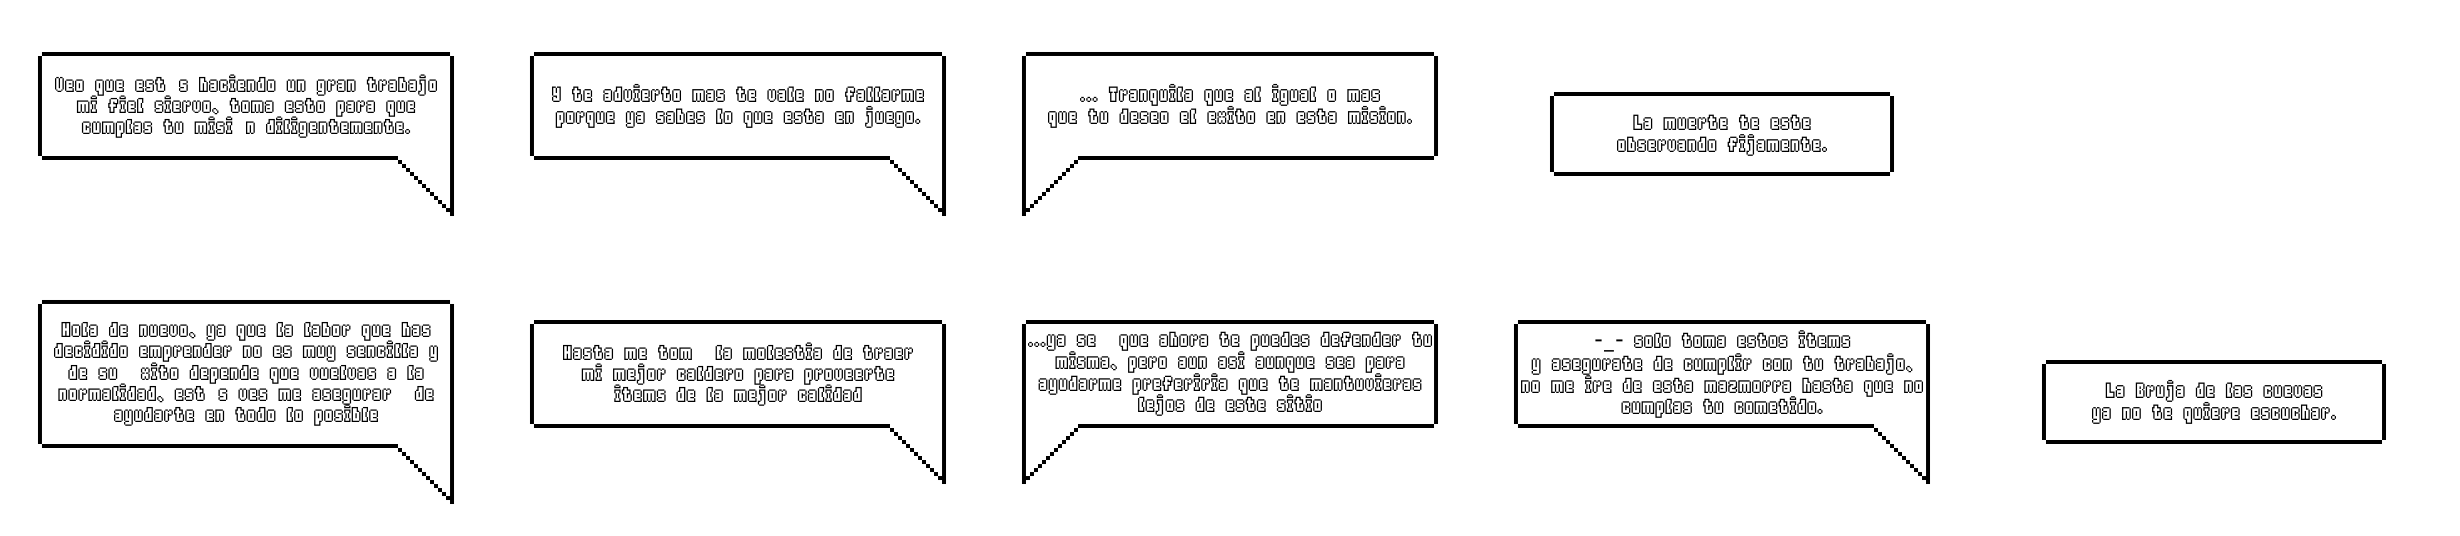 Veo que est s haciendo un gran trabajo
mi fiel siervo, toma esto para que
cumplas tu misi n diligentemente.
Y te advierto mas te vale no fallarme
porque ya sabes lo que esta en juego.
... Tranquila que al igual o mas
que tu deseo el exito en esta mision.
La muerte te este
observando fijamente.
Hola de nuevo, ya que la labor que has
decidido emprender no es muy sencilla y
de su  xito depende que vuelvas a la
normalidad, est s ves me asegurar  de
ayudarte en todo lo posible
Hasta me tom  la molestia de traer
mi mejor caldero para proveerte
items de la mejor calidad
...ya se  que ahora te puedes defender tu
misma, pero aun asi aunque sea para
ayudarme preferiria que te mantuvieras
lejos de este sitio
-_- solo toma estos items
y asegurate de cumplir con tu trabajo,
no me ire de esta mazmorra hasta que no
cumplas tu cometido.
La Bruja de las cuevas
ya no te quiere escuchar.